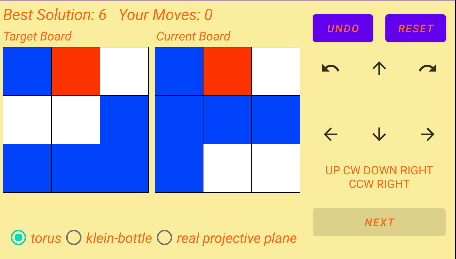 Best Solution: 6 Your Moves: 0
Target Board
Current Board
UNDO
RESET
UP CW DOWN RIGHT
CCW RIGHT
NEXT
torus klein-bottle real projective plane